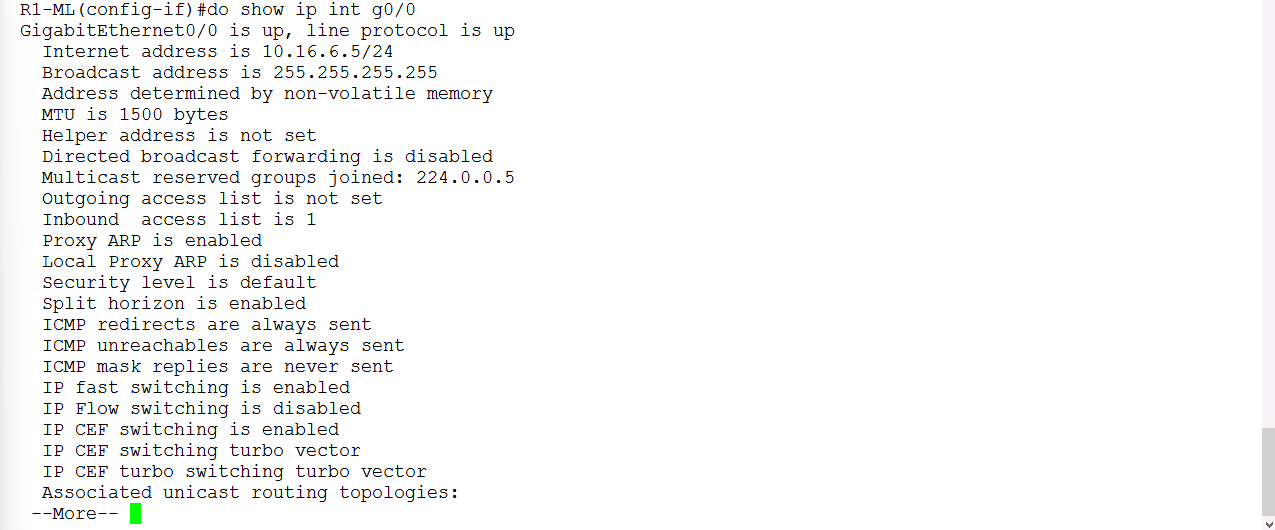 R1-ML(config-if)#do show ip int g0/0
GigabitEthernet0/0 is up, line protocol is up
  Internet address is 10.16.6.5/24
  Broadcast address is 255.255.255.255
  Address determined by non-volatile memory
  MTU is 1500 bytes
  Helper address is not set
  Directed broadcast forwarding is disabled
  Multicast reserved groups joined: 224.0.0.5
  Outgoing access list is not set
  Inbound  access list is 1
  Proxy ARP is enabled
  Local Proxy ARP is disabled
  Security level is default
  Split horizon is enabled
  ICMP redirects are always sent
  ICMP unreachables are always sent
  ICMP mask replies are never sent
  IP fast switching is enabled
  IP Flow switching is disabled
  IP CEF switching is enabled
  IP CEF switching turbo vector
  IP CEF turbo switching turbo vector
  Associated unicast routing topologies:
 --More--